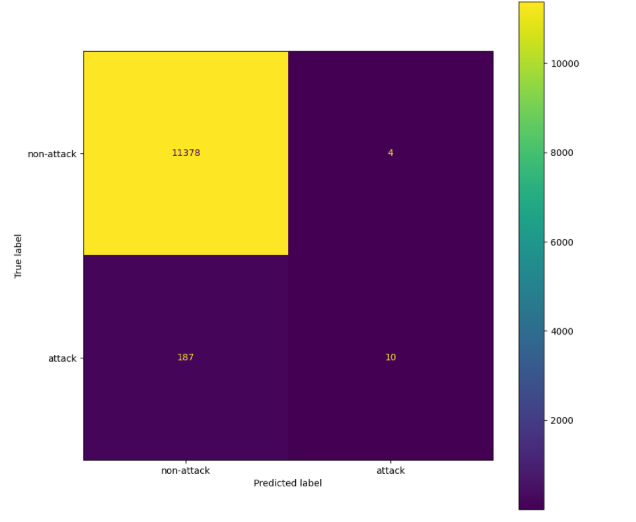 10000
non-attack
11378
4
8000
True label
6000
4000
attack
187
10
2000
non-attack
attack
Predicted label